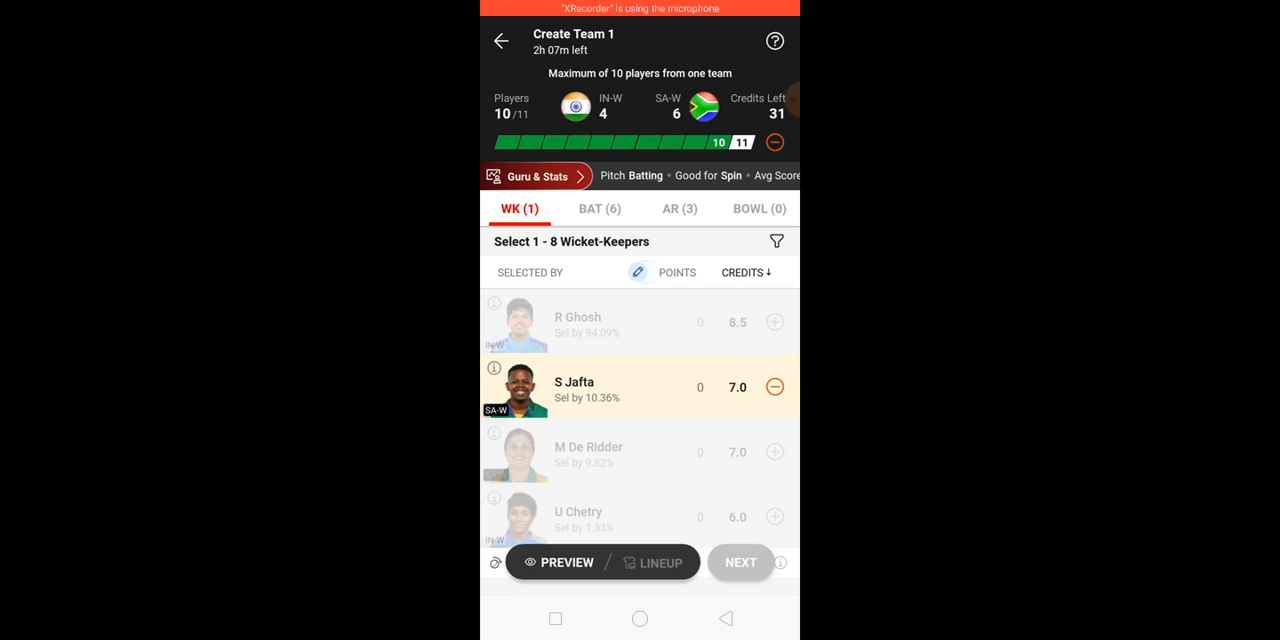 "XRecorder" is using the microphone
Create Team 1
2h 07m left
Maximum of 10 players from one team
Players
10/11
IN-W
4
SA-W
6
Credits Left
31
10
11
Guru & Stats
Pitch Batting • Good for Spin • Avg Score
WK (1)
BAT (6)
AR (3)
BOWL (0)
Select 1 - 8 Wicket-Keepers
SELECTED BY
POINTS
CREDITS↓
R Ghosh
Sel by 94.09%
0
8.5
IN-W
S Jafta
Sel by 10.36%
0
7.0
SA-W
M De Ridder
Sel by 9.82%
0
7.0
U Chetry
Sel by 1.33%
0
6.0
IN-W
PREVIEW / LINEUP
NEXT